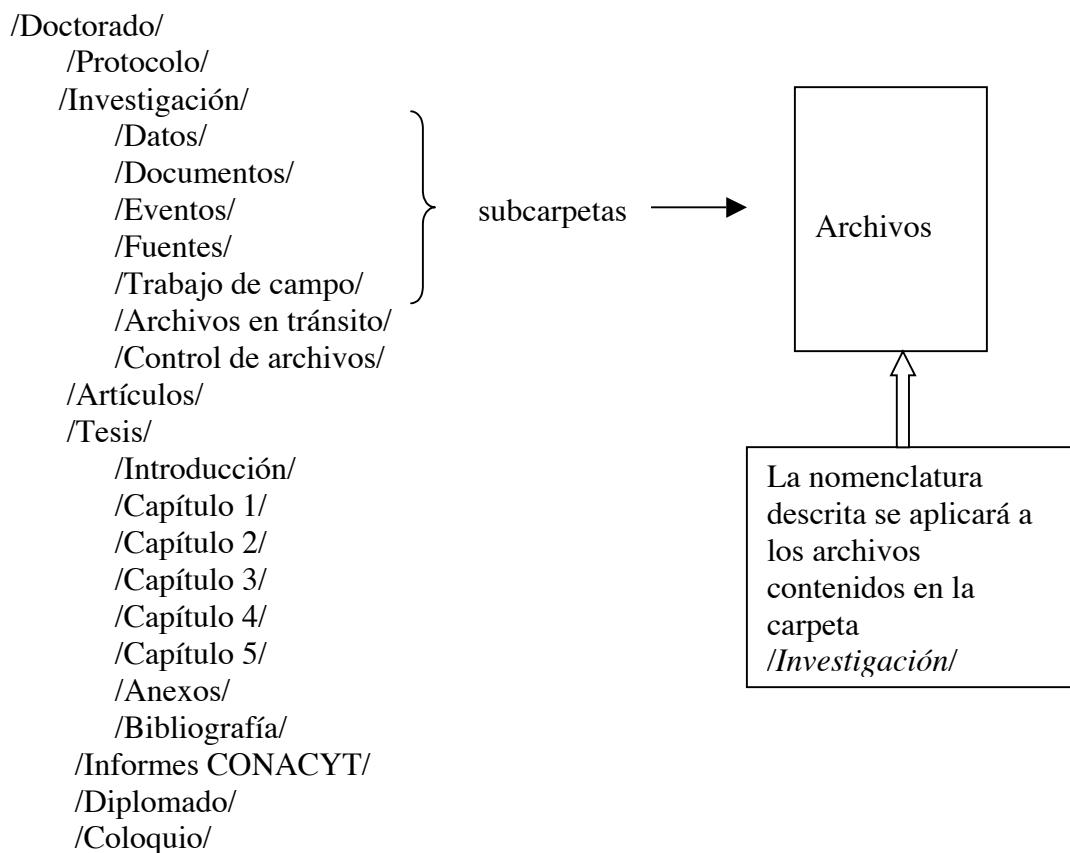 /Doctorado/
/Protocolo/
/Investigación/
/Datos/
/Documentos/
/Eventos/
/Fuentes/
/Trabajo de campo/
/Archivos en tránsito/
/Control de archivos/
/Artículos/
/Tesis/
/Introducción/
/Capítulo 1/
/Capítulo 2/
/Capítulo 3/
/Capítulo 4/
/Capítulo 5/
/Anexos/
/Bibliografía/
/Informes CONACYT/
/Diplomado/
/Coloquio/
subcarpetas
Archivos
La nomenclatura
descrita se aplicará a
los archivos
contenidos en la
carpeta
/Investigación/